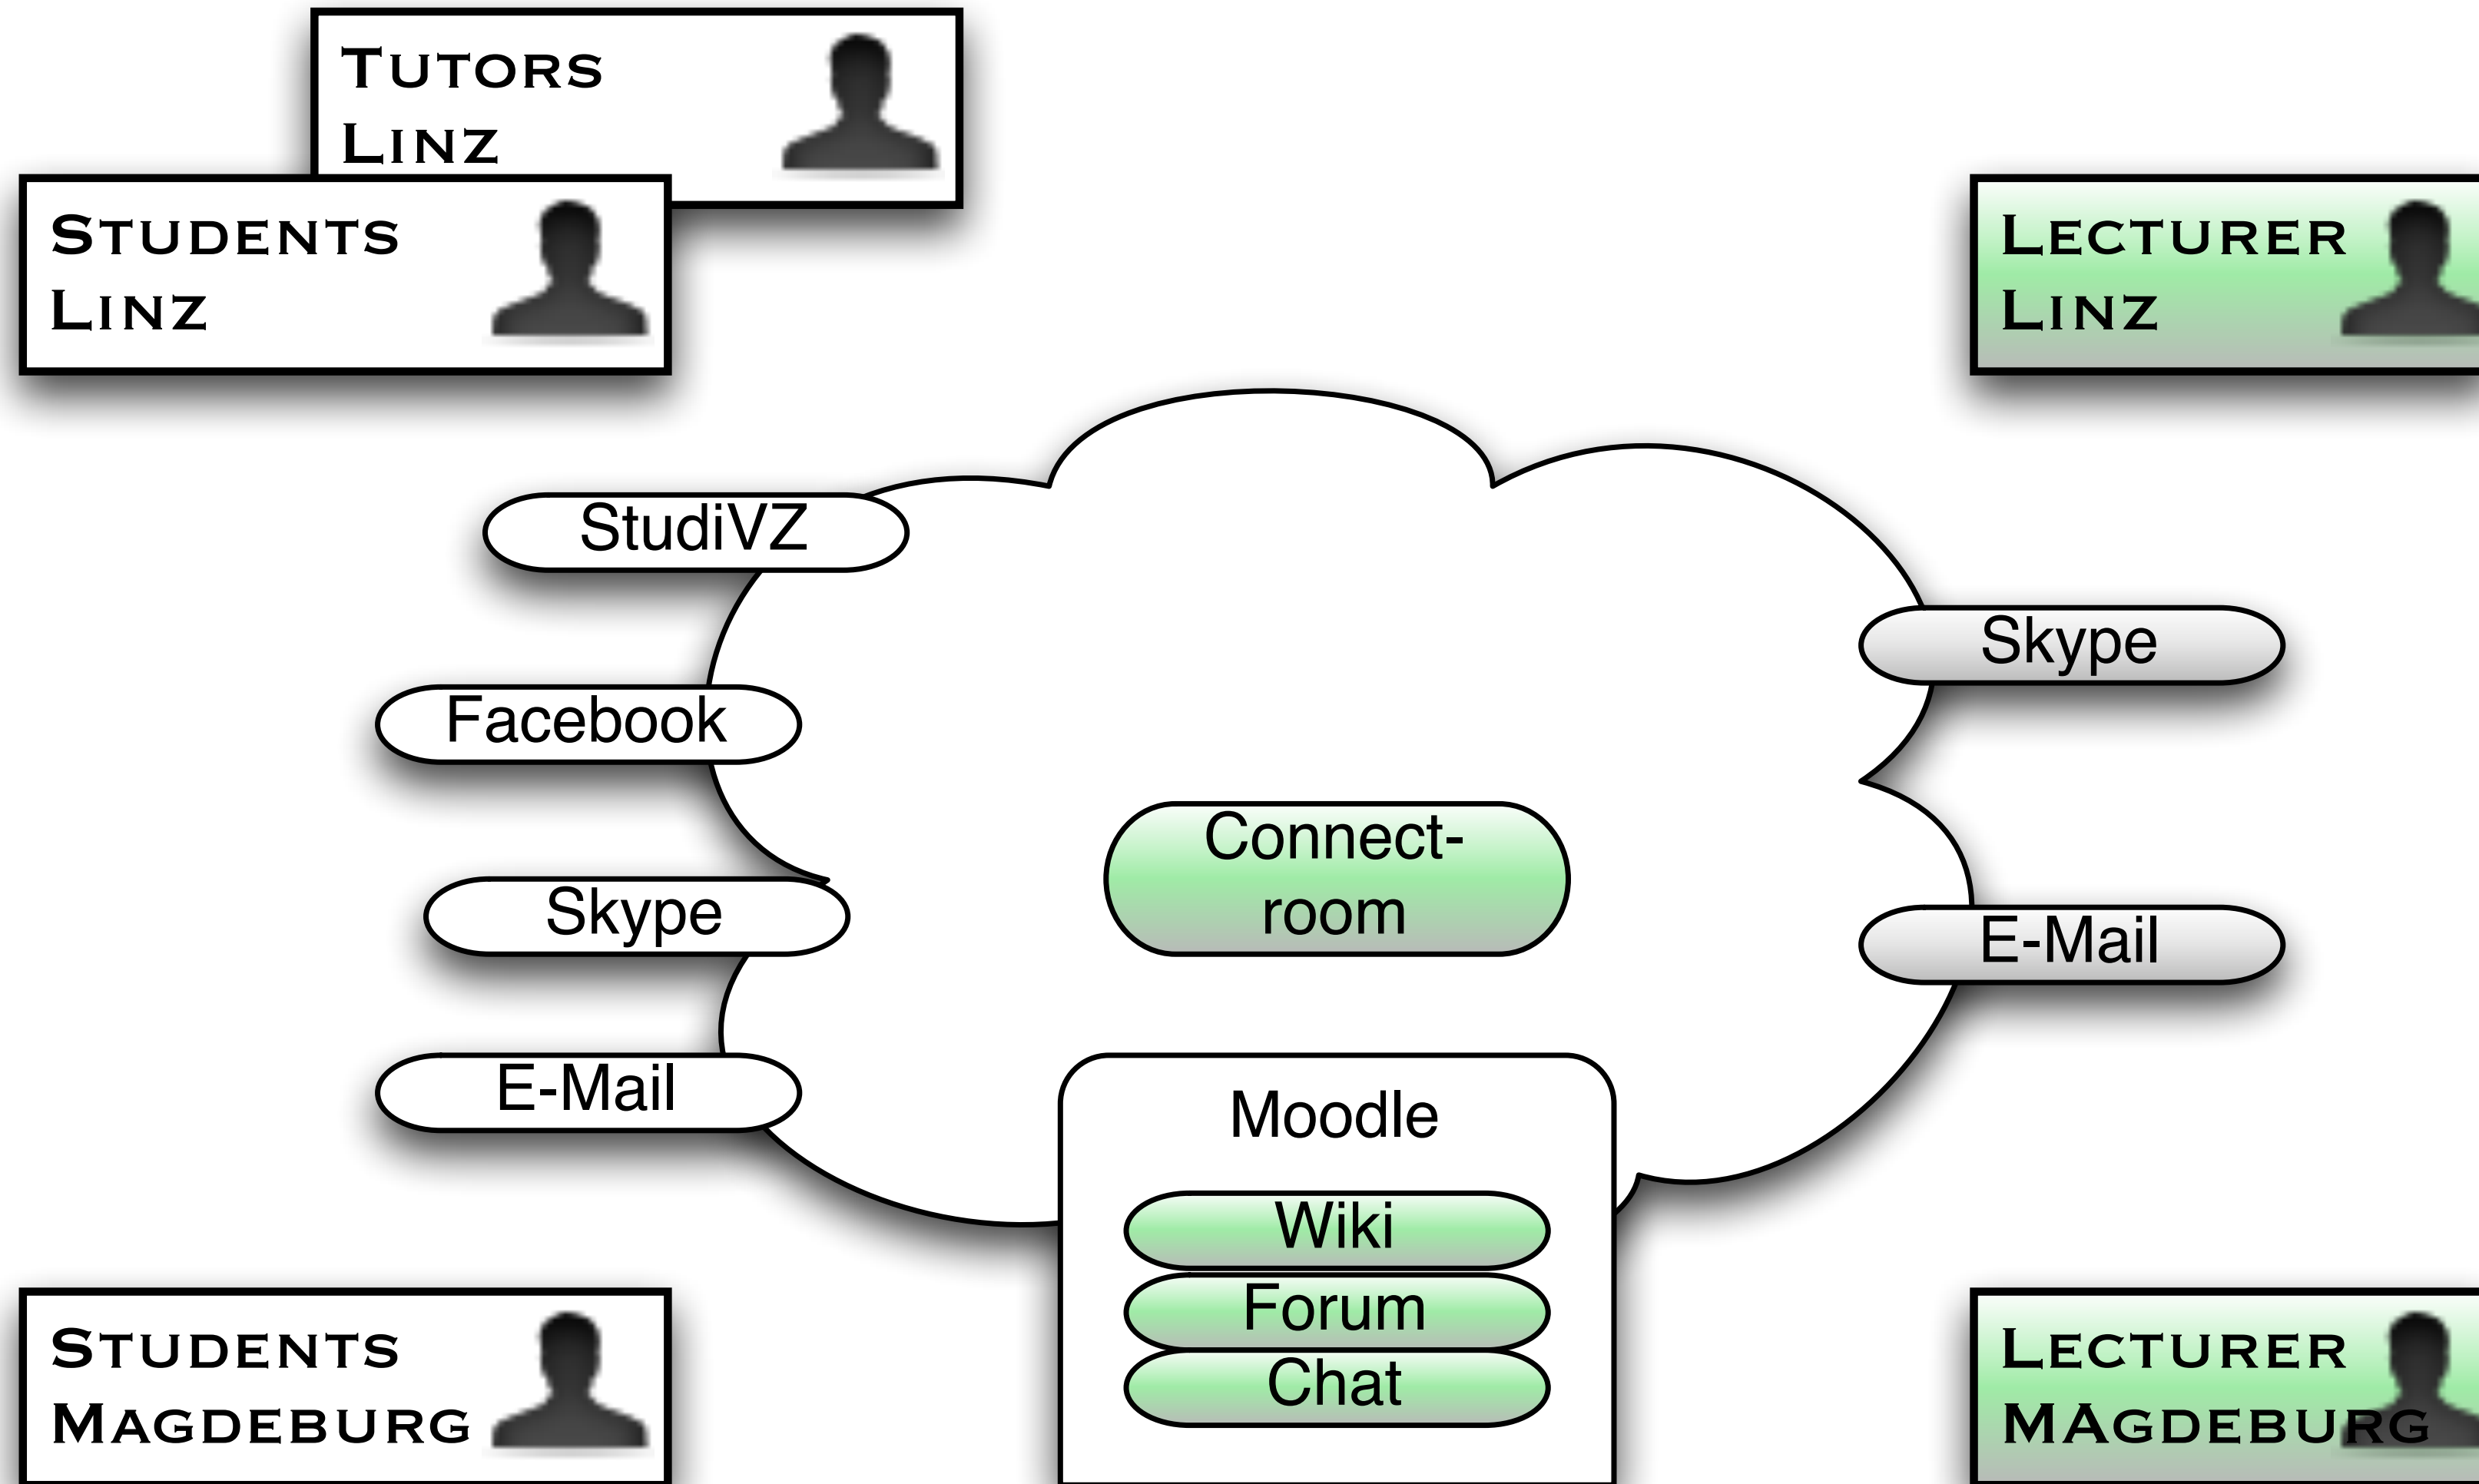 TUTORS
LINZ
STUDENTS
LINZ
LECTURER
LINZ
StudiVZ
Facebook
Skype
E-Mail
Connect-
room
Skype
E-Mail
Moodle
Wiki
Forum
Chat
STUDENTS
MAGDEBURG
LECTURER
MAGDEBURG